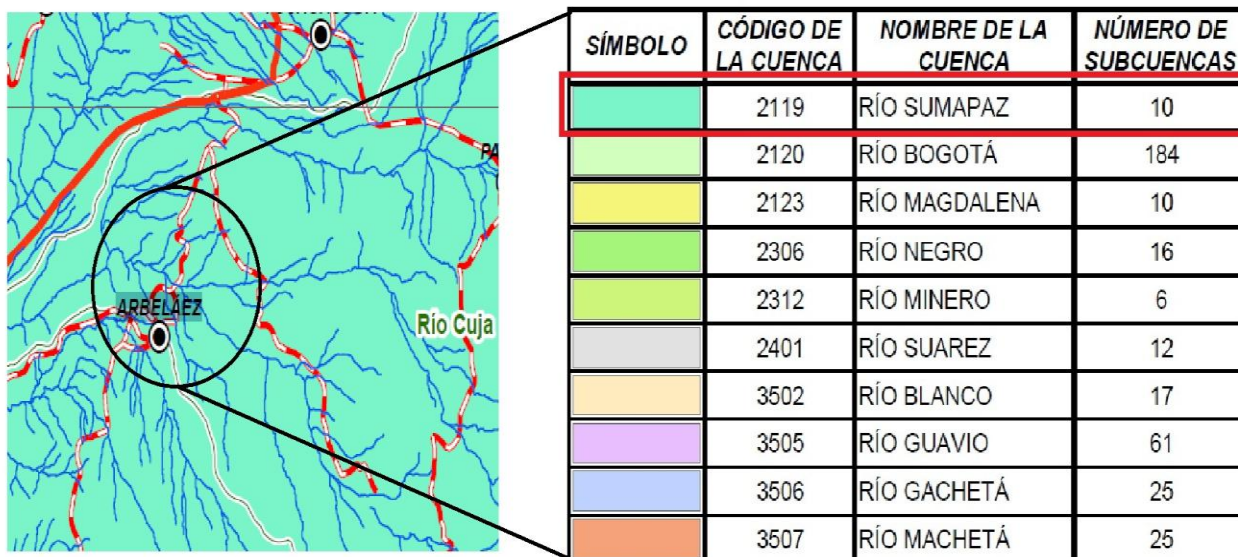 PA
ARBELÁEZ
Río Cuja
SÍMBOLO CÓDIGO DE LA CUENCA NOMBRE DE LA CUENCA NÚMERO DE SUBCUENCAS
2119 RÍO SUMAPAZ 10
2120 RÍO BOGOTÁ 184
2123 RÍO MAGDALENA 10
2306 RÍO NEGRO 16
2312 RÍO MINERO 6
2401 RÍO SUAREZ 12
3502 RÍO BLANCO 17
3505 RÍO GUAVIO 61
3506 RÍO GACHETÁ 25
3507 RÍO MACHETÁ 25